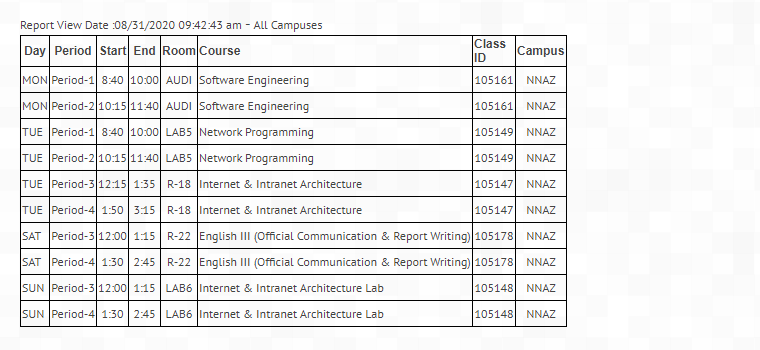 Report View Date :08/31/2020 09:42:43 am - All Campuses
Day Period Start End Room Course Class ID Campus
MON Period-1 8:40 10:00 AUDI Software Engineering 105161 NNAZ
MON Period-2 10:15 11:40 AUDI Software Engineering 105161 NNAZ
TUE Period-1 8:40 10:00 LAB5 Network Programming 105149 NNAZ
TUE Period-2 10:15 11:40 LAB5 Network Programming 105149 NNAZ
TUE Period-3 12:15 1:35 R-18 Internet & Intranet Architecture 105147 NNAZ
TUE Period-4 1:50 3:15 R-18 Internet & Intranet Architecture 105147 NNAZ
SAT Period-3 12:00 1:15 R-22 English III (Official Communication & Report Writing) 105178 NNAZ
SAT Period-4 1:30 2:45 R-22 English III (Official Communication & Report Writing) 105178 NNAZ
SUN Period-3 12:00 1:15 LAB6 Internet & Intranet Architecture Lab 105148 NNAZ
SUN Period-4 1:30 2:45 LAB6 Internet & Intranet Architecture Lab 105148 NNAZ